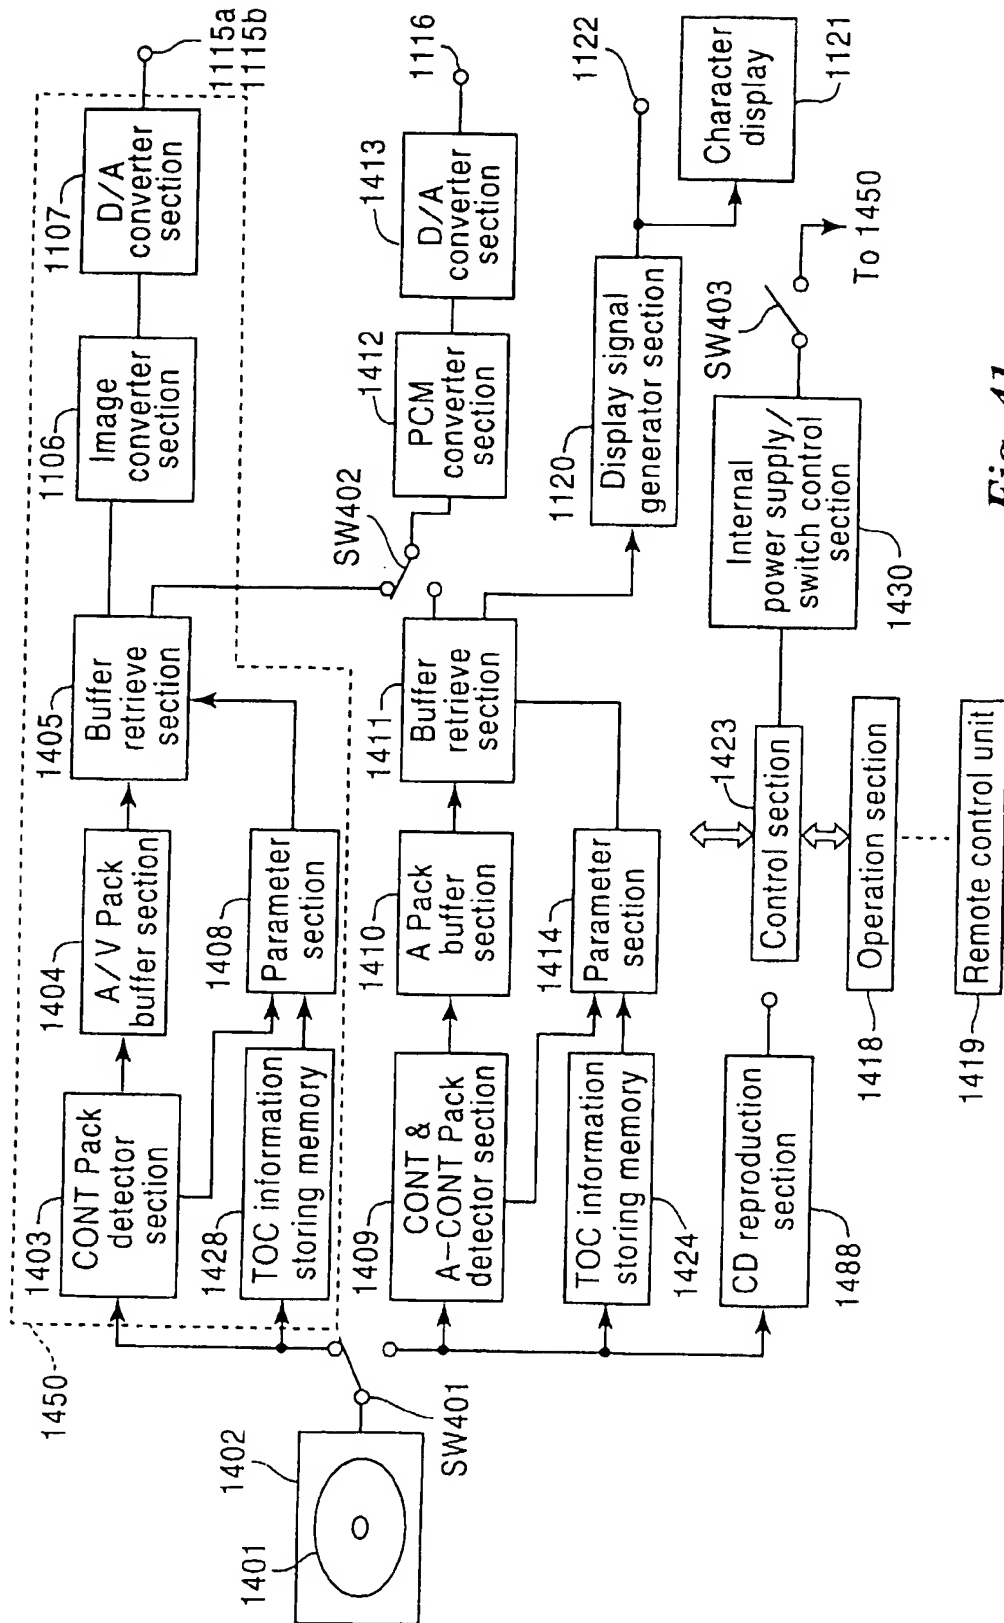 1450
1403
CONT Pack
detector
section
1404
A/V Pack
buffer section
1405
Buffer
retrieve
section
1106
Image
converter
section
1107
D/A
converter
section
1115a
1115b
1428
TOC information
storing memory
1408
Parameter
section
1402
1401
SW401
SW402
1409
CONT &
A-CONT Pack
detector section
1410
A Pack
buffer
section
1411
Buffer
retrieve
section
1412
PCM
converter
section
1413
D/A
converter
section
1116
TOC information
storing memory
1424
1414
Parameter
section
1120
Display signal
generator section
1122
Character
display
1121
CD reproduction
section
1488
1423
Control section
Internal
power supply/
switch control
section
1430
SW403
To 1450
Operation section
1418
Remote control unit
1419